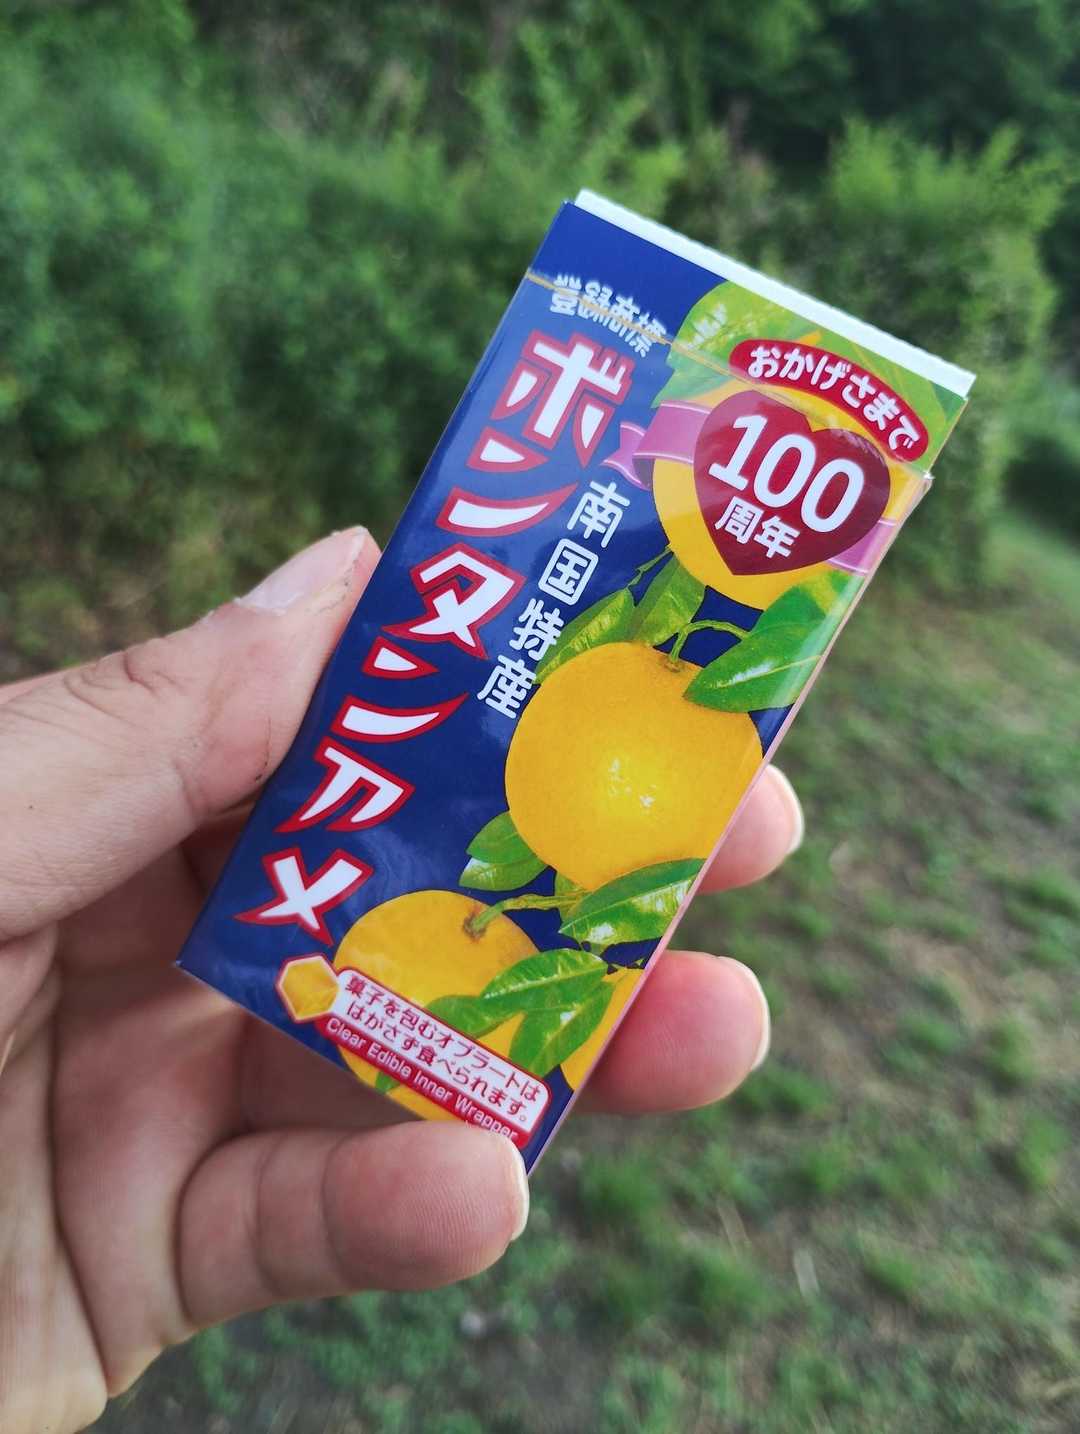 登録商標
ボンタンアメ
南国特産
おかげさまで
100
周年
菓子を包むオブラートは
はがさず食べられます。
Clear Edible Inner Wrapper